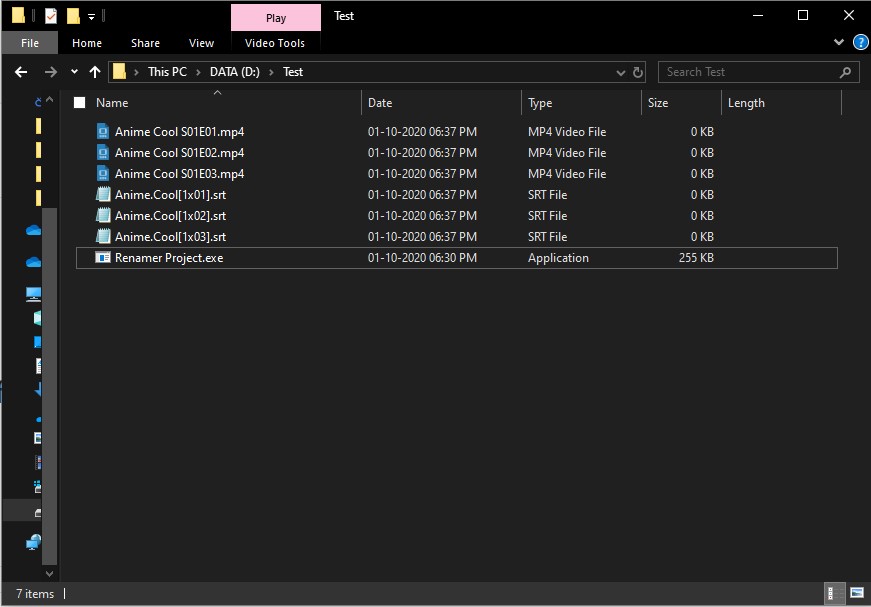 Play
Test
File
Home
Share
View
Video Tools
?
This PC > DATA (D:) > Test
Search Test
Name
Date
Type
Size
Length
Anime Cool S01E01.mp4 01-10-2020 06:37 PM MP4 Video File 0 KB
Anime Cool S01E02.mp4 01-10-2020 06:37 PM MP4 Video File 0 KB
Anime Cool S01E03.mp4 01-10-2020 06:37 PM MP4 Video File 0 KB
Anime.Cool[1x01].srt 01-10-2020 06:37 PM SRT File 0 KB
Anime.Cool[1x02].srt 01-10-2020 06:37 PM SRT File 0 KB
Anime.Cool[1x03].srt 01-10-2020 06:37 PM SRT File 0 KB
Renamer Project.exe 01-10-2020 06:30 PM Application 255 KB
7 items